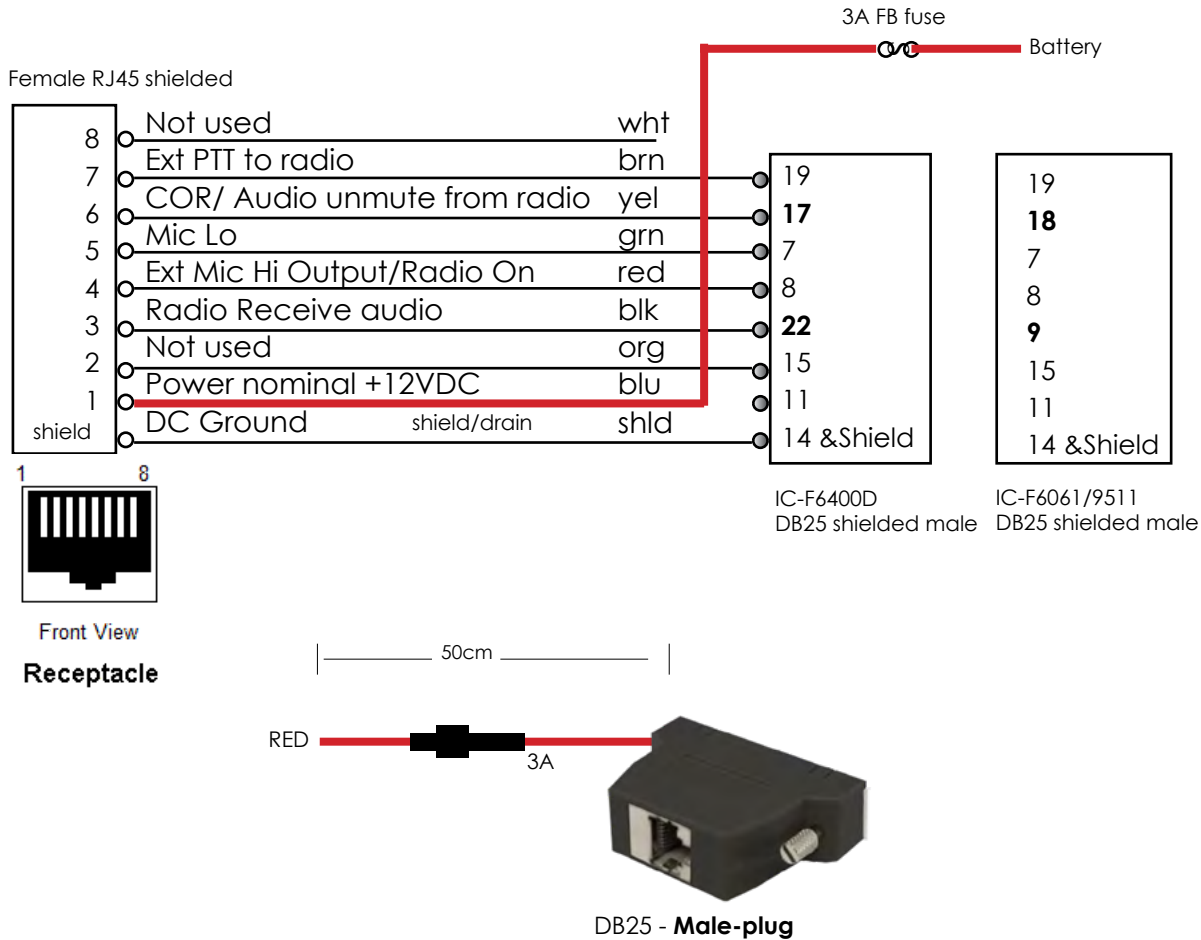 3A FB fuse
Battery
Female RJ45 shielded
8 Not used wht
7 Ext PTT to radio brn 19 19
6 COR/ Audio unmute from radio yel 17 18
5 Mic Lo grn 7 7
4 Ext Mic Hi Output/Radio On red 8 8
3 Radio Receive audio blk 22 9
2 Not used org 15 15
1 Power nominal +12VDC blu 11 11
shield DC Ground shield/drain shld 14 &Shield 14 &Shield
1 8
IC-F6400D
DB25 shielded male
IC-F6061/9511
DB25 shielded male
Front View
Receptacle
50cm
RED
3A
DB25 - Male-plug